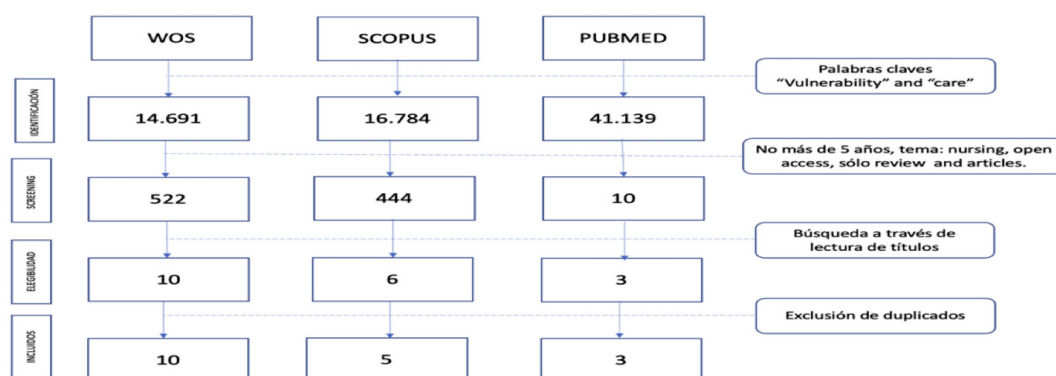 WOS
SCOPUS
PUBMED
Palabras claves
“Vulnerability” and “care”
IDENTIFICACIÓN
14.691
16.784
41.139
No más de 5 años, tema: nursing, open
access, sólo review and articles.
SCREENING
522
444
10
Búsqueda a través de
lectura de títulos
ELEGIBILIDAD
10
6
3
Exclusión de duplicados
INCLUIDOS
10
5
3